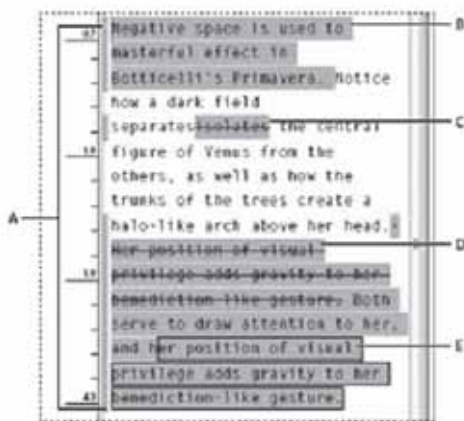 Negative space is used to
masterful effect in
Botticelli's Primavera. Notice
how a dark field
separatesisolates the central
figure of Venus from the
others, as well as how the
trunks of the trees create a
halo-like arch above her head.
Her position of visual
privilege adds gravity to her
benediction-like gesture. Both
serve to draw attention to her,
and her position of visual
privilege adds gravity to her
benediction-like gesture.
A
B
C
D
E